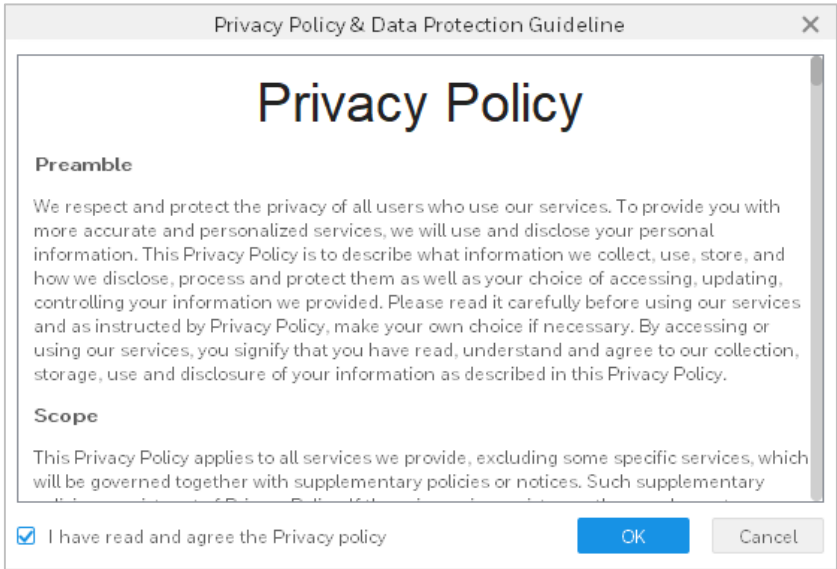 Privacy Policy & Data Protection Guideline
Privacy Policy
Preamble
We respect and protect the privacy of all users who use our services. To provide you with
more accurate and personalized services, we will use and disclose your personal
information. This Privacy Policy is to describe what information we collect, use, store, and
how we disclose, process and protect them as well as your choice of accessing, updating,
controlling your information we provided. Please read it carefully before using our services
and as instructed by Privacy Policy, make your own choice if necessary. By accessing or
using our services, you signify that you have read, understand and agree to our collection,
storage, use and disclosure of your information as described in this Privacy Policy.
Scope
This Privacy Policy applies to all services we provide, excluding some specific services, which
will be governed together with supplementary policies or notices. Such supplementary
I have read and agree the Privacy policy
OK
Cancel